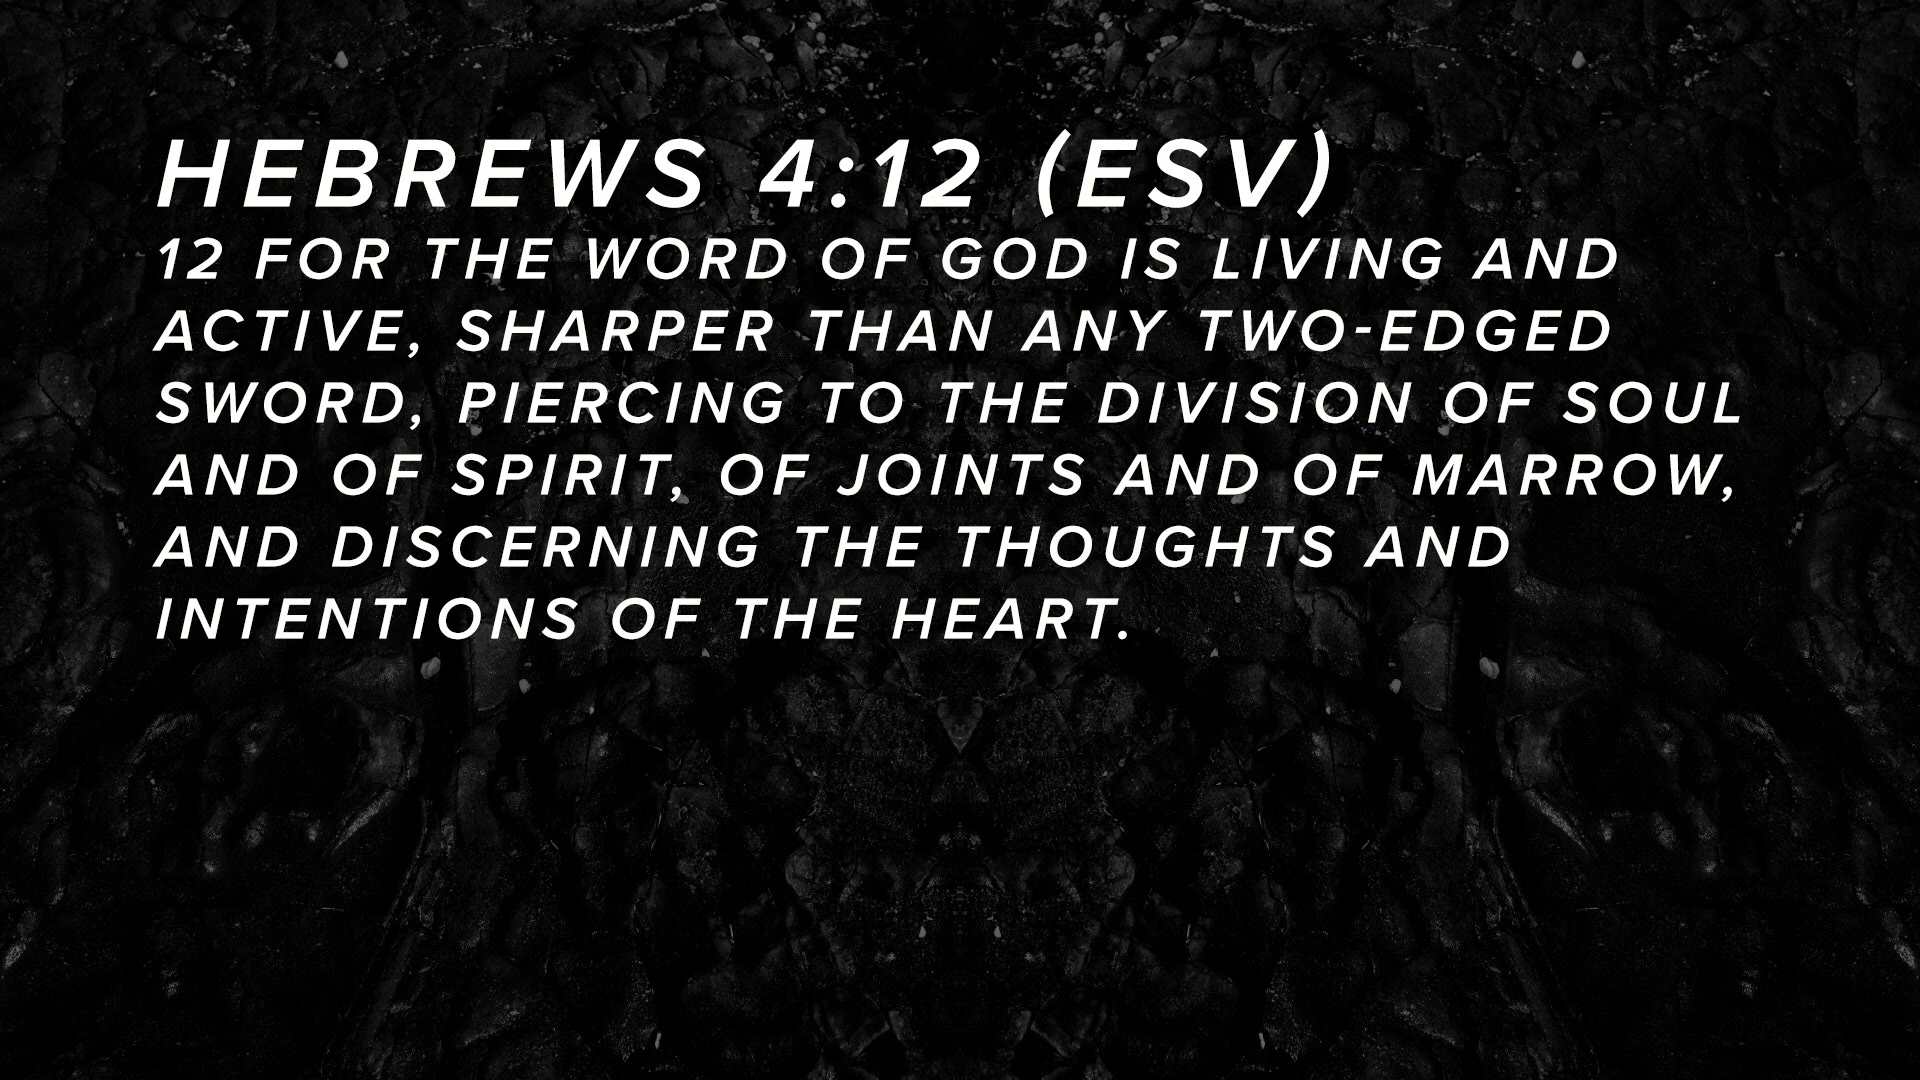 HEBREWS 4:12 (ESV)
12 FOR THE WORD OF GOD IS LIVING AND
ACTIVE, SHARPER THAN ANY TWO-EDGED
SWORD, PIERCING TO THE DIVISION OF SOUL
AND OF SPIRIT, OF JOINTS AND OF MARROW,
AND DISCERNING THE THOUGHTS AND
INTENTIONS OF THE HEART.